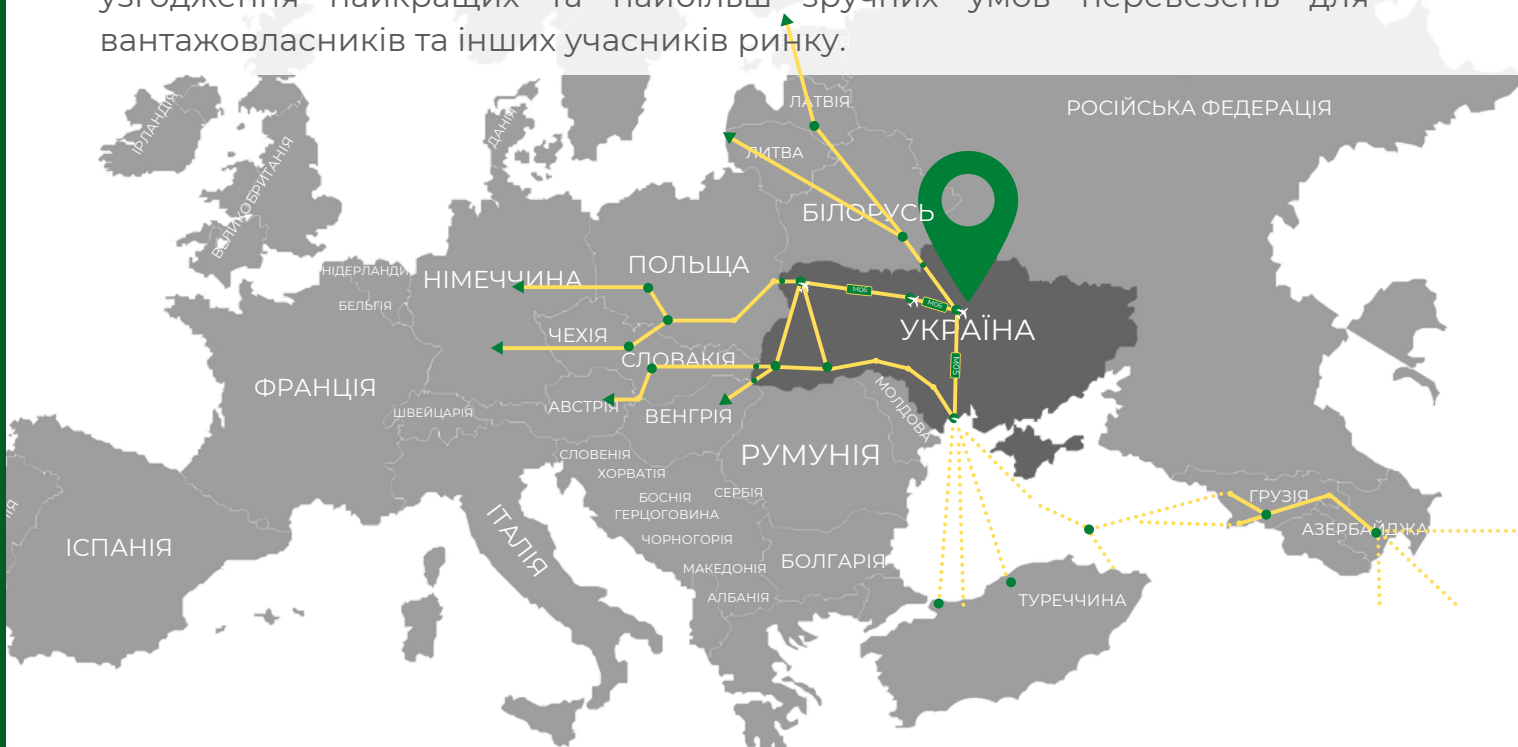 узгодження найкращих та найбільш зручних умов перевезень для
вантажовласників та інших учасників ринку.
ЛАТВІЯ
РОСІЙСЬКА ФЕДЕРАЦІЯ
ІРЛАНДІЯ
ДАНІЯ
ЛИТВА
ВЕЛИКОБРИТАНІЯ
БІЛОРУСЬ
ПОЛЬЩА
НІДЕРЛАНДИ
НІМЕЧЧИНА
М06
М06
БЕЛЬГІЯ
УКРАЇНА
ЧЕХІЯ
СЛОВАКІЯ
М05
ФРАНЦІЯ
АВСТРІЯ
МОЛДОВА
ШВЕЙЦАРІЯ
ВЕНГРІЯ
РУМУНІЯ
СЛОВЕНІЯ
ХОРВАТІЯ
СЕРБІЯ
БОСНІЯ
ГЕРЦОГОВИНА
ГРУЗІЯ
АЗЕРБАЙДЖА
ІТАЛІЯ
ЧОРНОГОРІЯ
ІСПАНІЯ
БОЛГАРІЯ
МАКЕДОНІЯ
АЛБАНІЯ
ТУРЕЧЧИНА